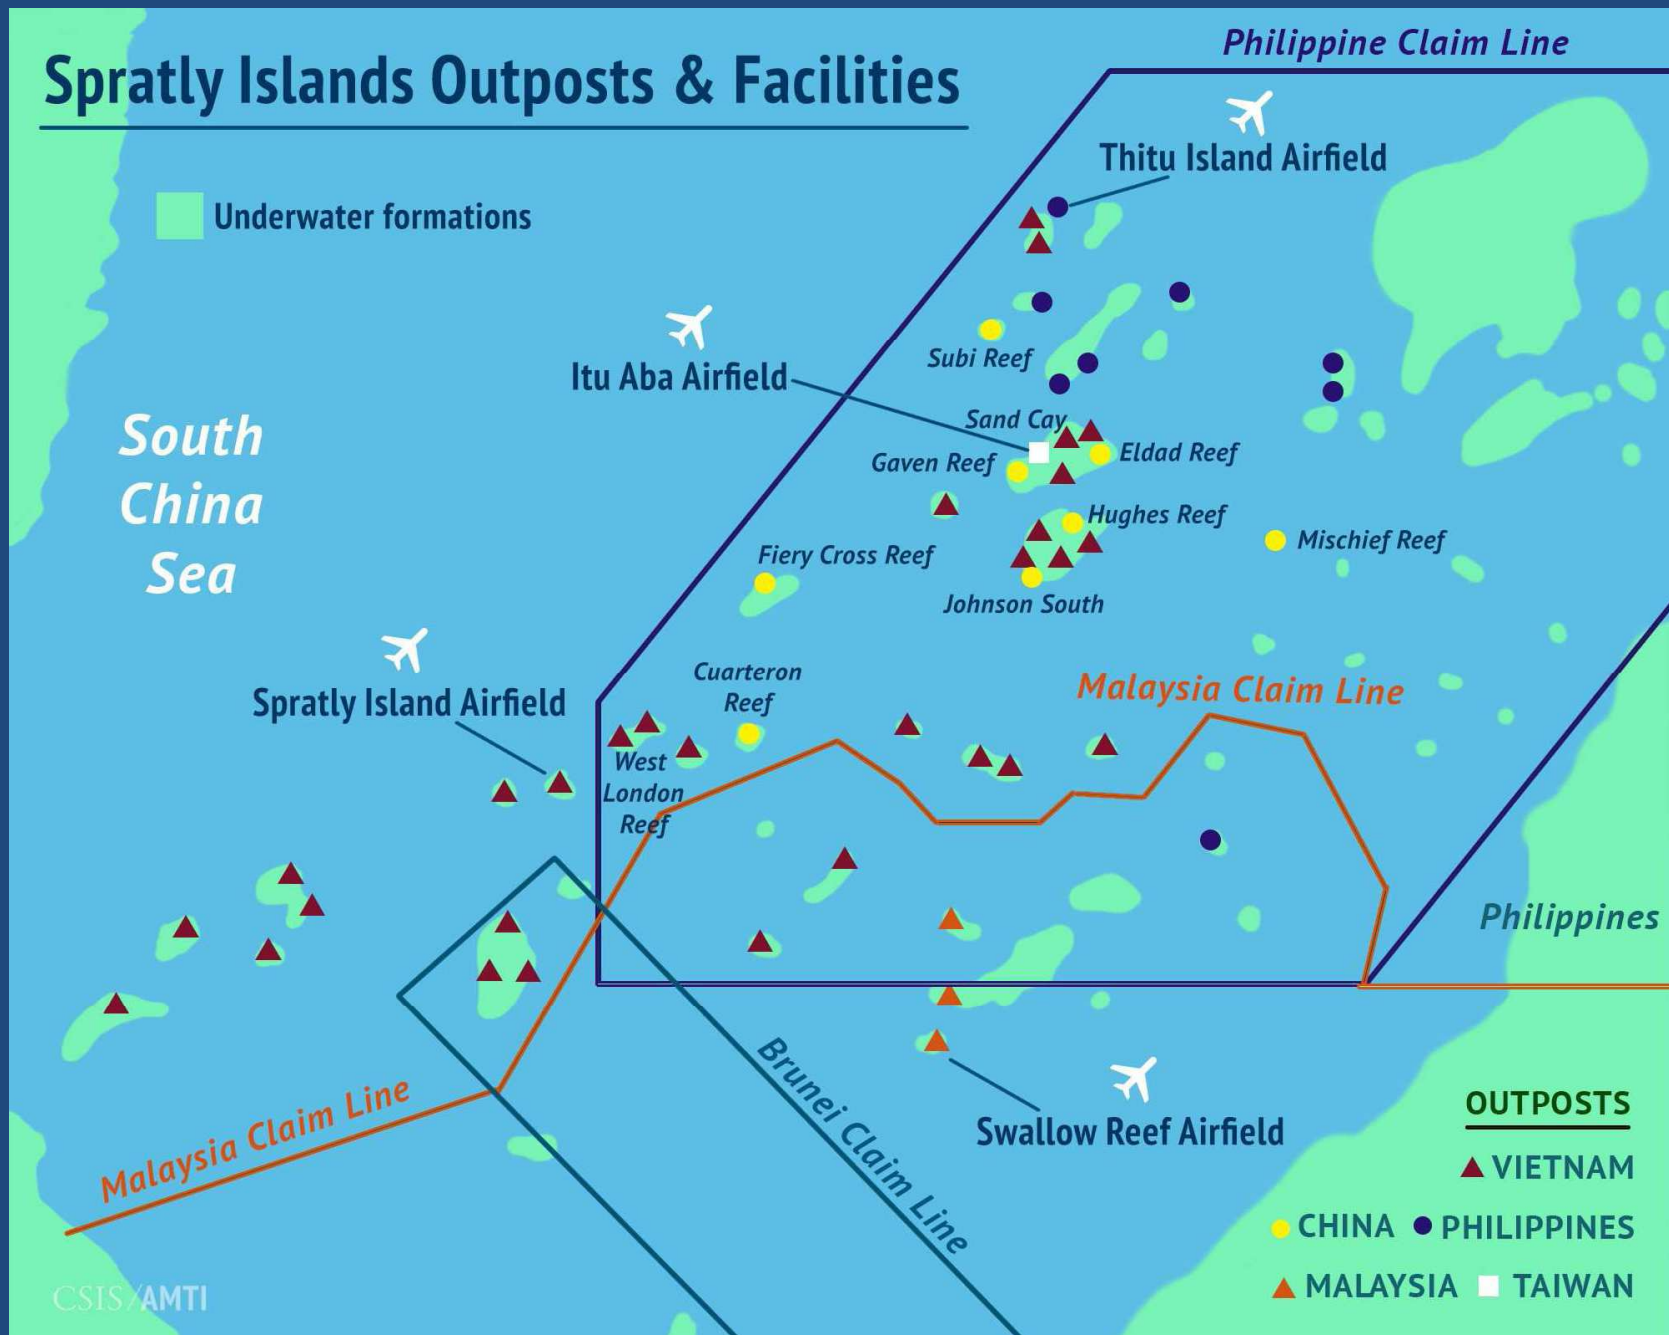 Philippine Claim Line
Spratly Islands Outposts & Facilities
Thitu Island Airfield
Underwater formations
Subi Reef
Itu Aba Airfield
Sand Cay
South
China
Sea
Gaven Reef
Eldad Reef
Hughes Reef
Mischief Reef
Fiery Cross Reef
Johnson South
Cuarteron
Reef
Malaysia Claim Line
Spratly Island Airfield
West
London
Reef
Philippines
Brunei Claim Line
Malaysia Claim Line
Swallow Reef Airfield
OUTPOSTS
VIETNAM
CHINA PHILIPPINES
MALAYSIA TAIWAN
CSIS/AMTI